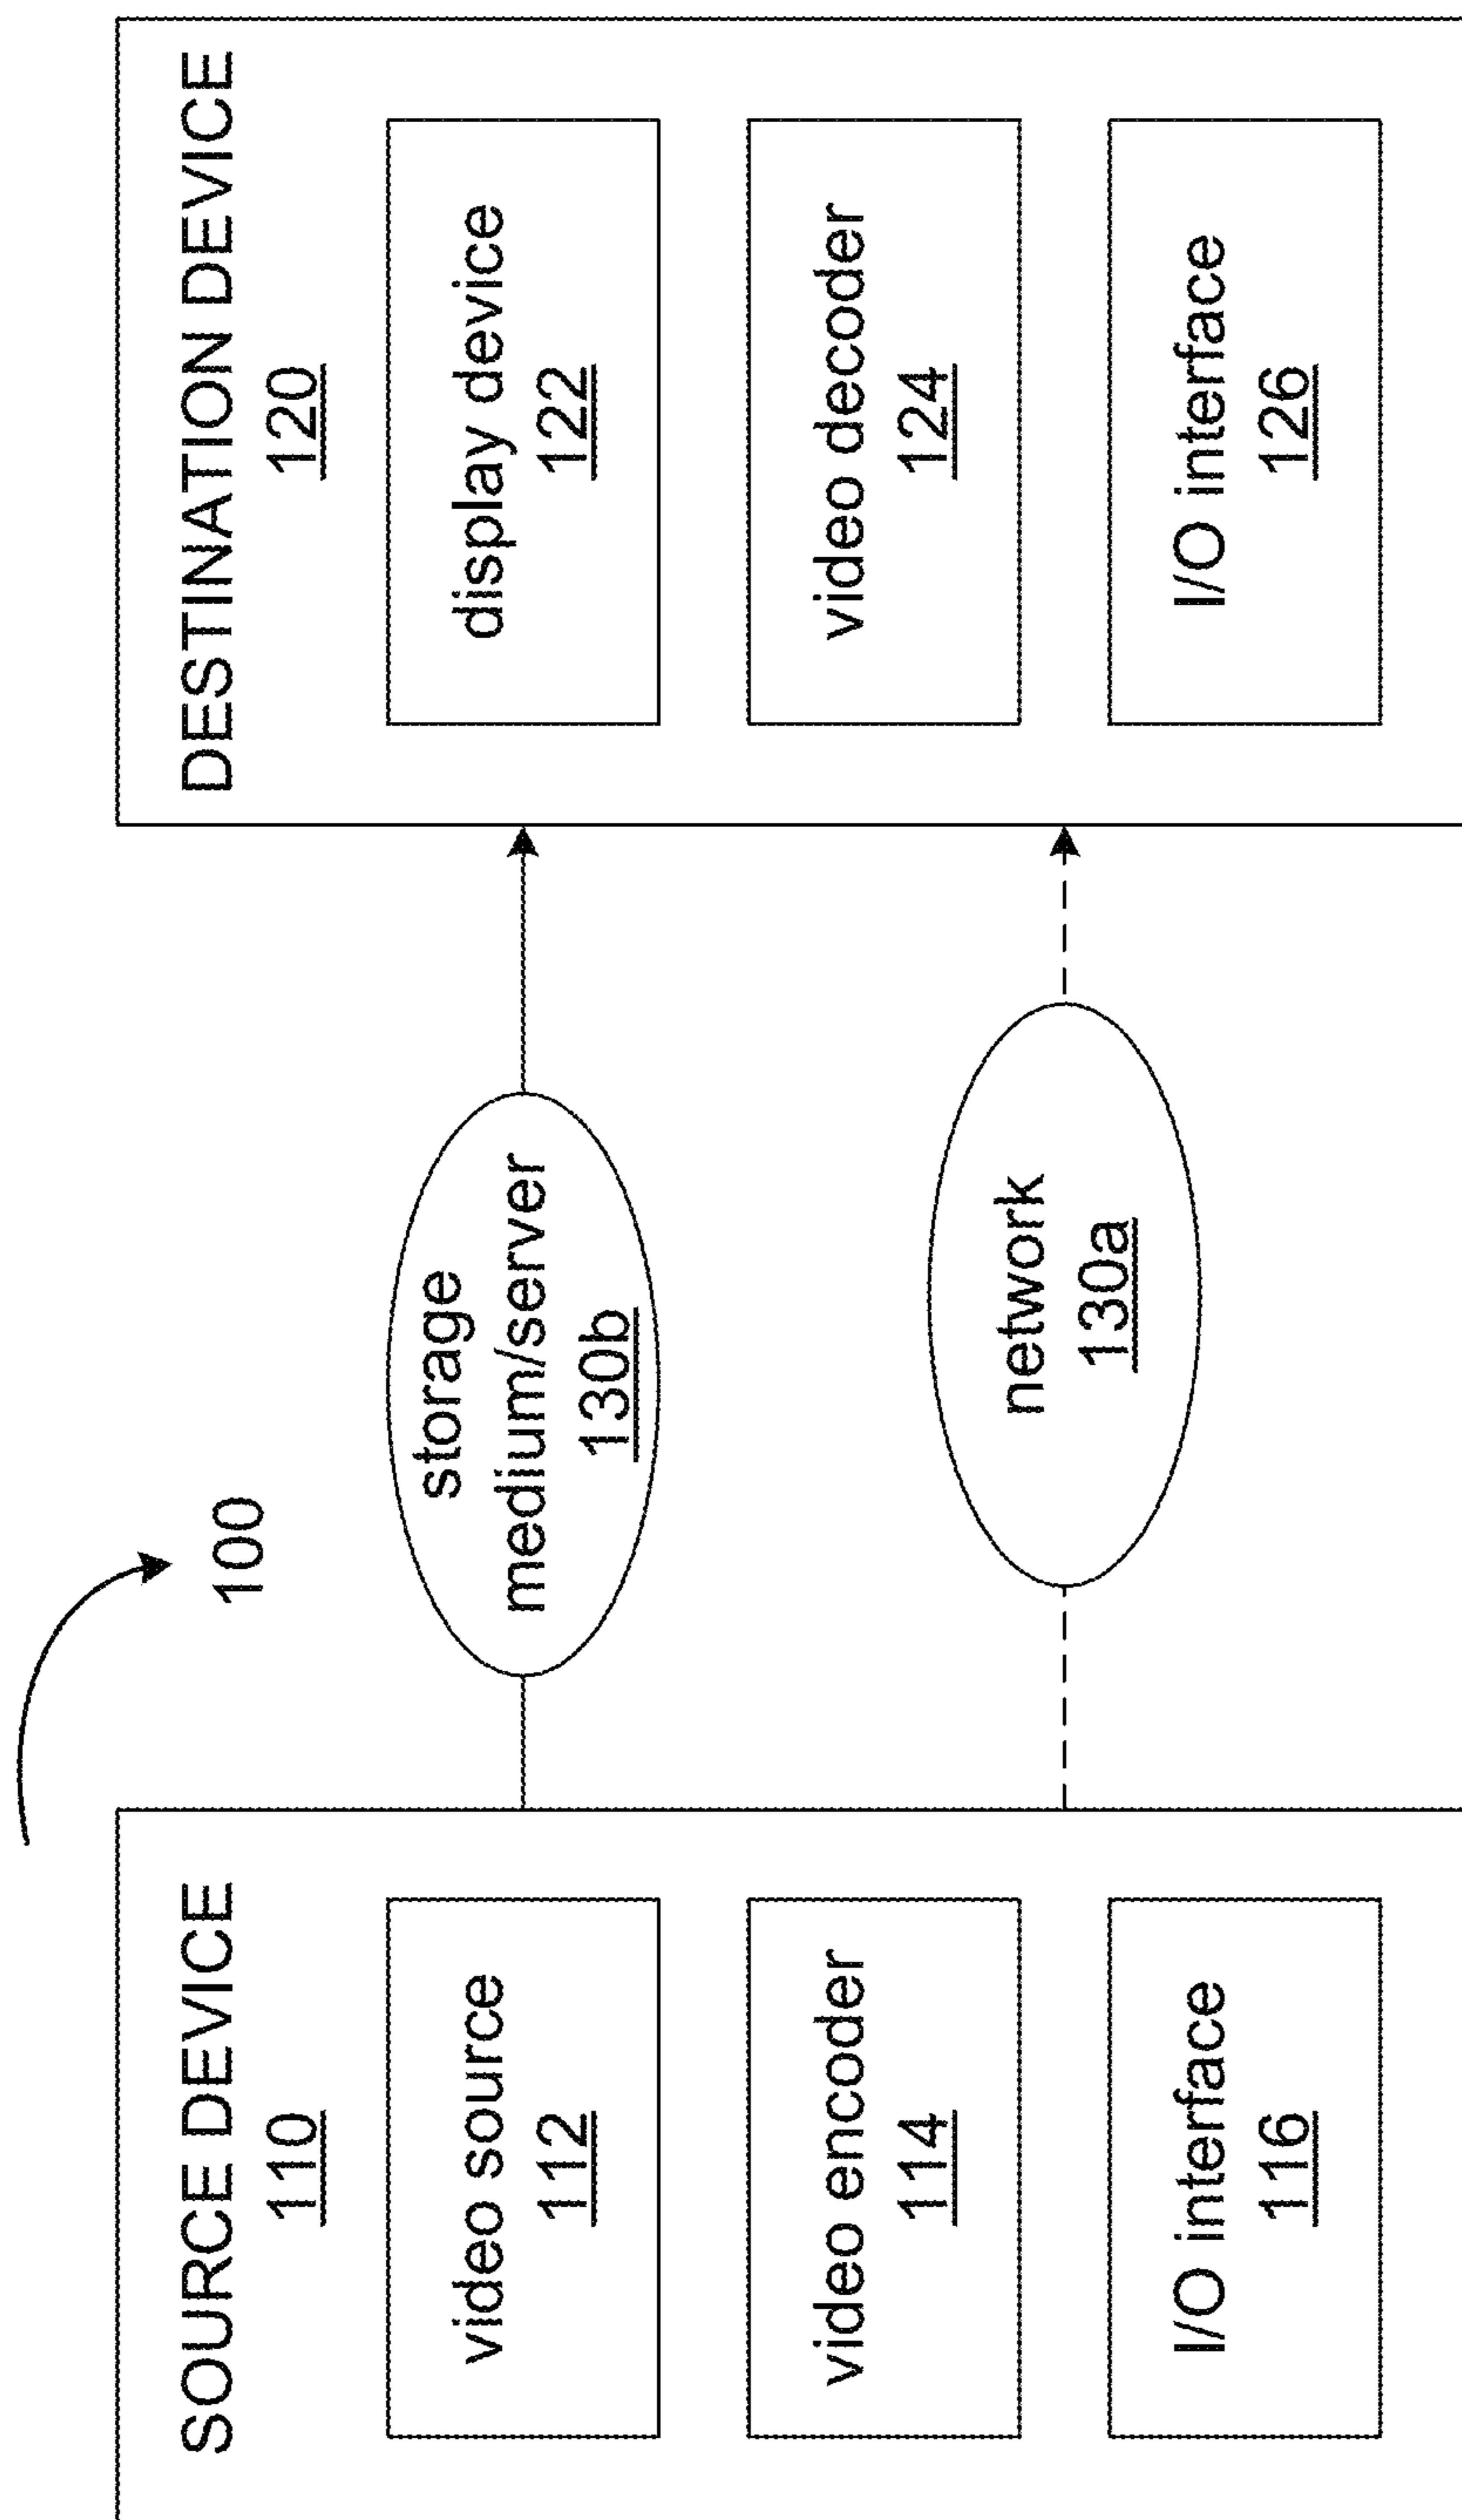 100
SOURCE DEVICE
110
video source
112
video encoder
114
I/O interface
116
storage
medium/server
130b
network
130a
DESTINATION DEVICE
120
display device
122
video decoder
124
I/O interface
126